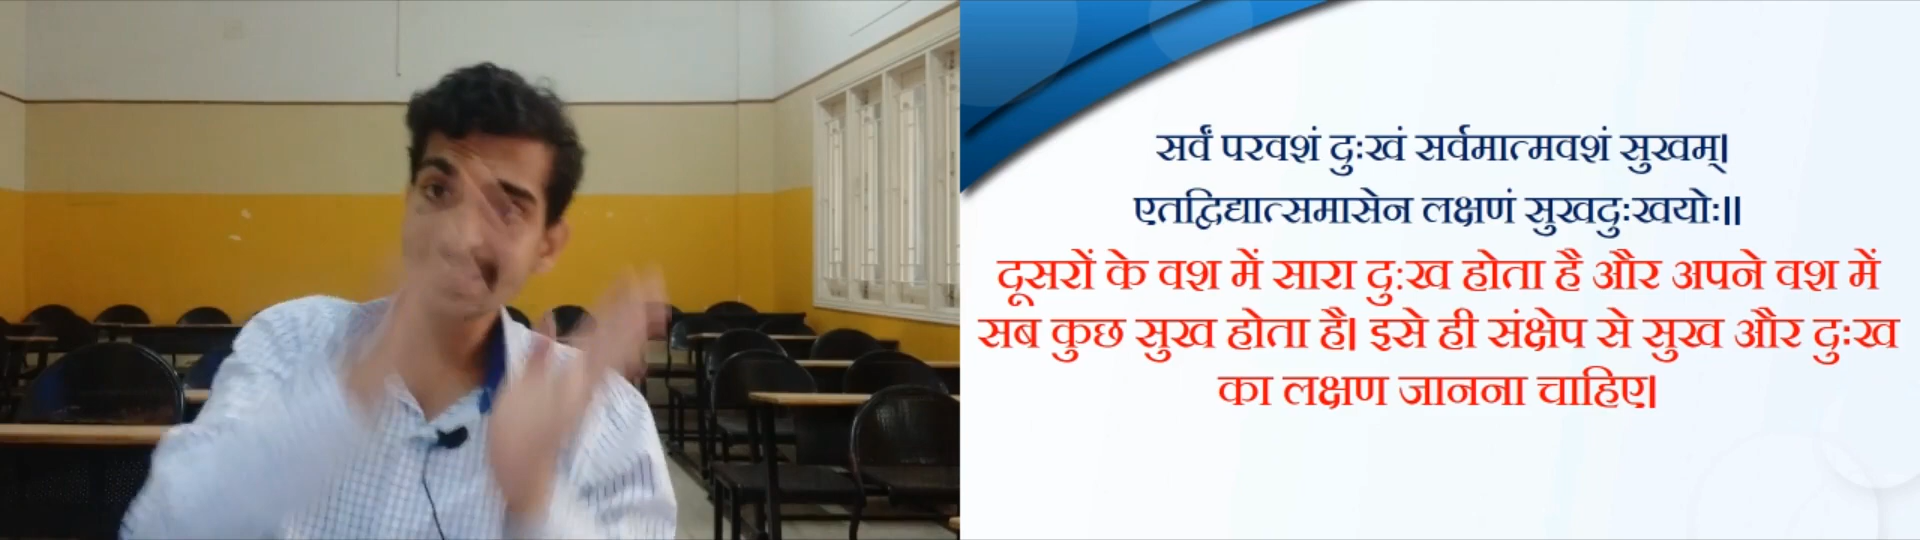 सर्वं परवशं दुःखं सर्वमात्मवशं सुखम्।
एतद्विद्यात्समासेन लक्षणं सुखदुःखयोः॥
दूसरों के वश में सारा दुःख होता है और अपने वश में
सब कुछ सुख होता है। इसे ही संक्षेप से सुख और दुःख
का लक्षण जानना चाहिए।